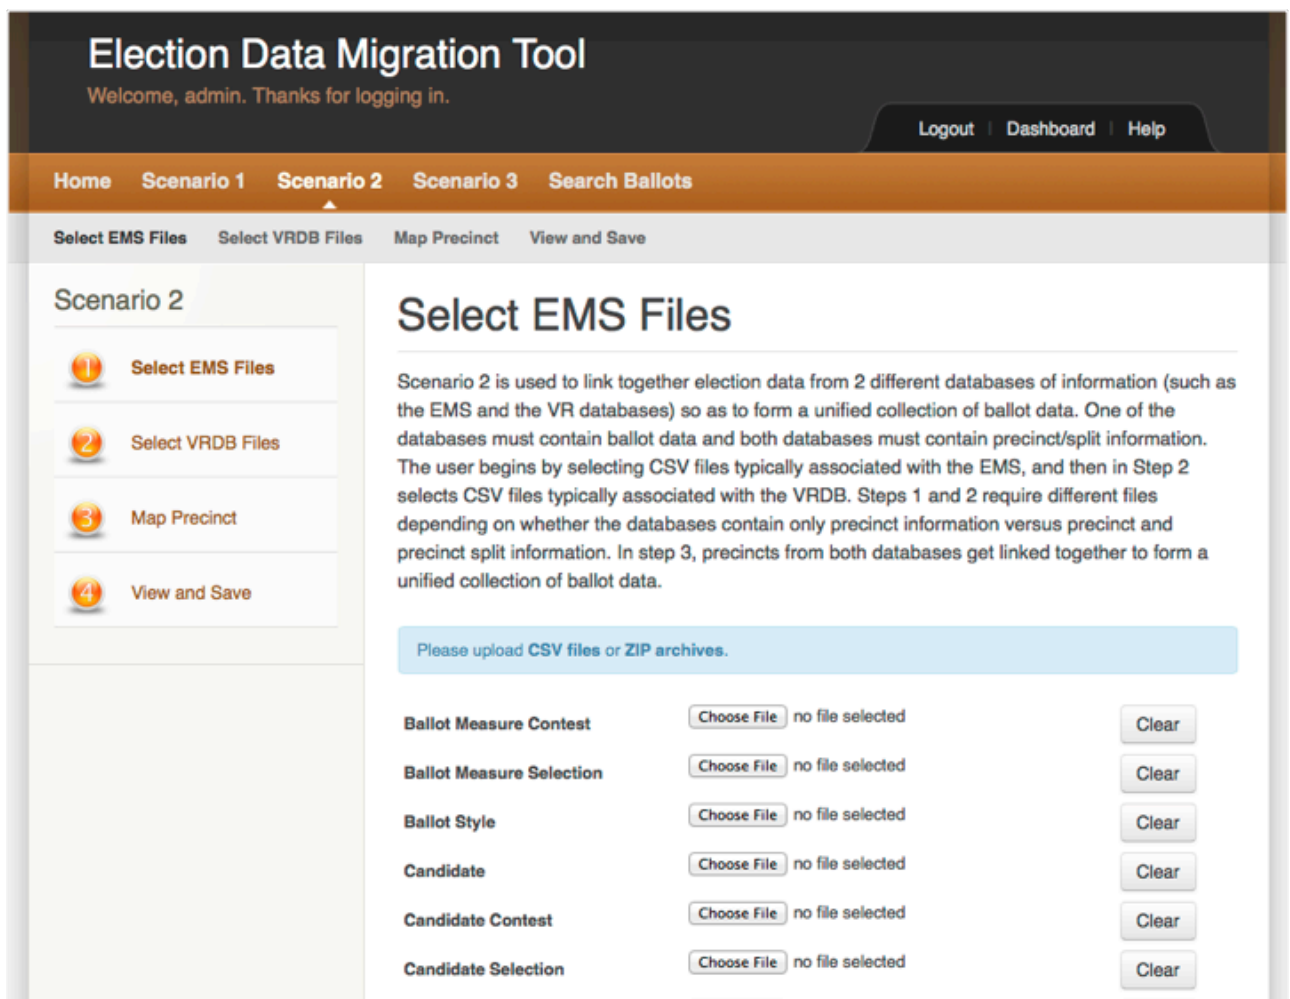 Election Data Migration Tool
Welcome, admin. Thanks for logging in.
Logout | Dashboard | Help
Home Scenario 1 Scenario 2 Scenario 3 Search Ballots
Select EMS Files Select VRDB Files Map Precinct View and Save
Scenario 2
1 Select EMS Files
2 Select VRDB Files
3 Map Precinct
4 View and Save
Select EMS Files
Scenario 2 is used to link together election data from 2 different databases of information (such as
the EMS and the VR databases) so as to form a unified collection of ballot data. One of the
databases must contain ballot data and both databases must contain precinct/split information.
The user begins by selecting CSV files typically associated with the EMS, and then in Step 2
selects CSV files typically associated with the VRDB. Steps 1 and 2 require different files
depending on whether the databases contain only precinct information versus precinct and
precinct split information. In step 3, precincts from both databases get linked together to form a
unified collection of ballot data.
Please upload CSV files or ZIP archives.
Ballot Measure Contest Choose File no file selected Clear
Ballot Measure Selection Choose File no file selected Clear
Ballot Style Choose File no file selected Clear
Candidate Choose File no file selected Clear
Candidate Contest Choose File no file selected Clear
Candidate Selection Choose File no file selected Clear